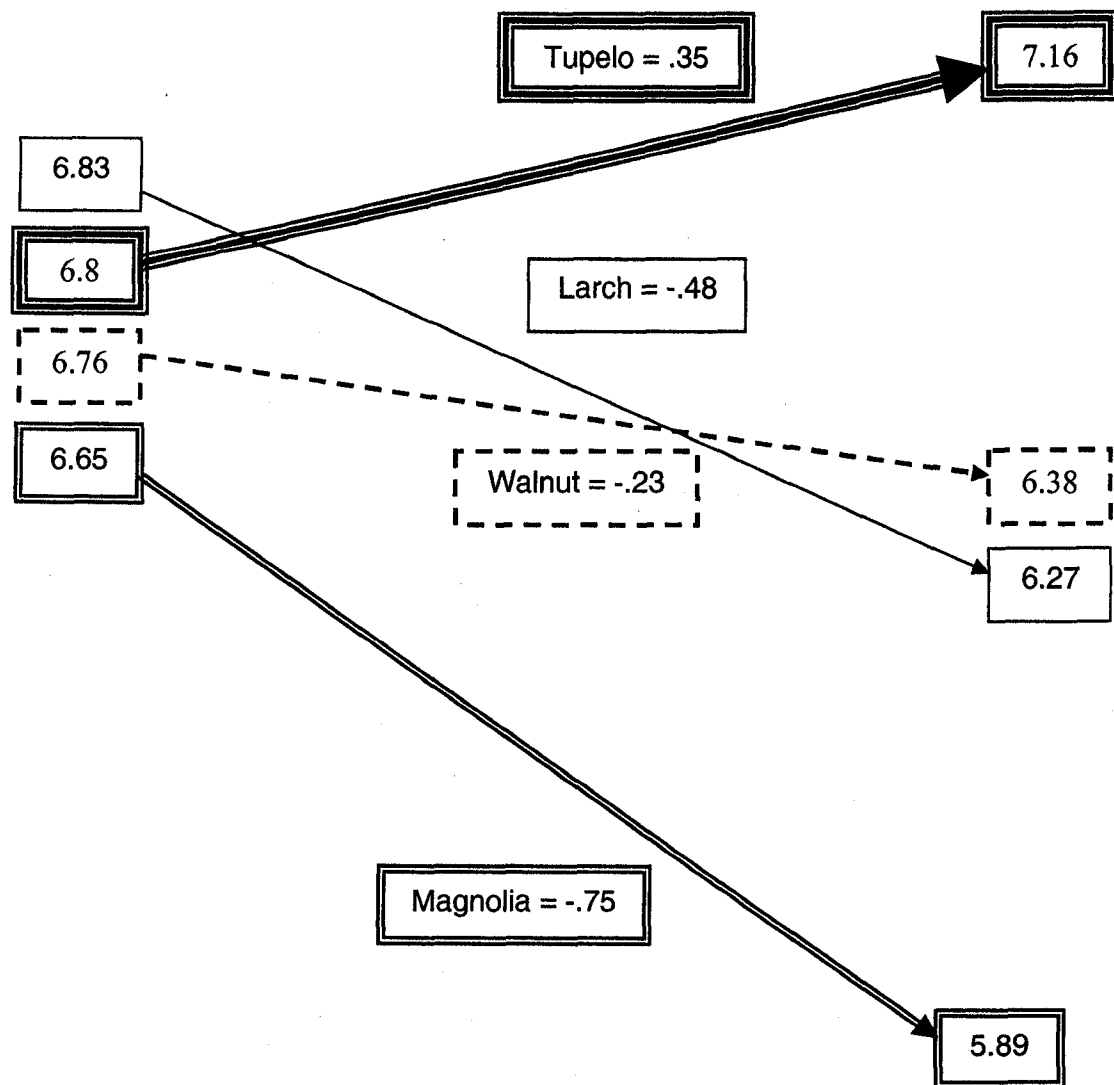 Tupelo = .35
7.16
6.83
6.8
Larch = -.48
6.76
6.65
Walnut = -.23
6.38
6.27
Magnolia = -.75
5.89